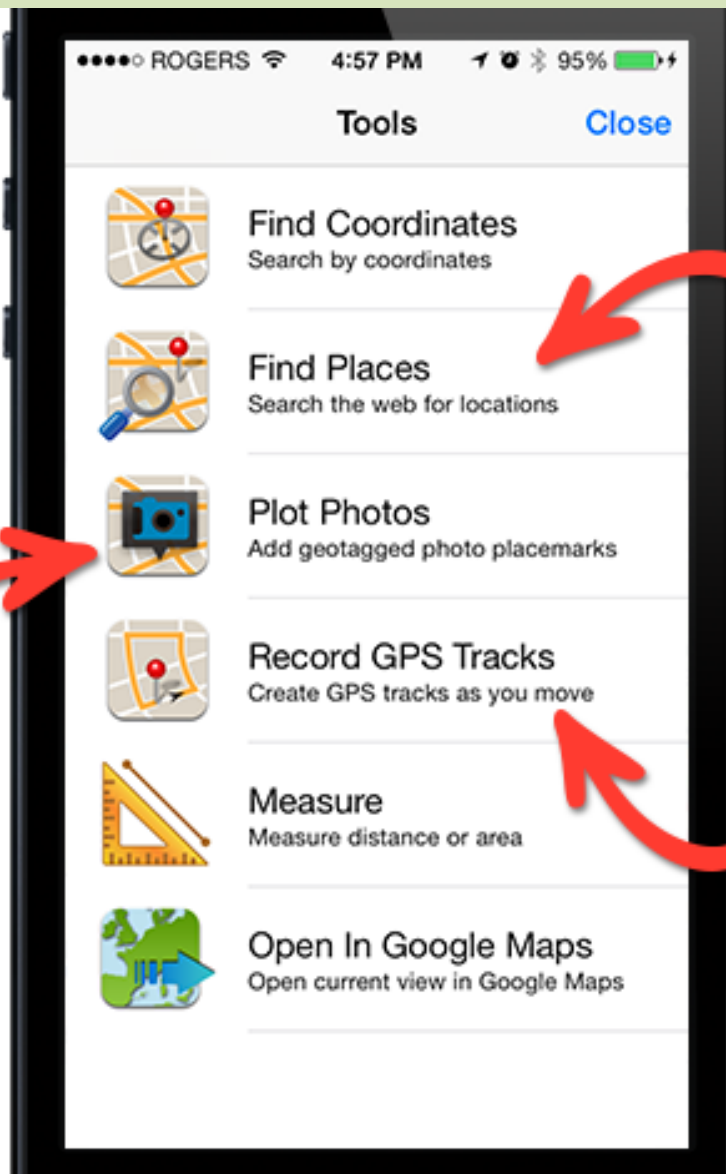 ROGERS 4:57 PM 95%
Tools Close
Find Coordinates
Search by coordinates
Find Places
Search the web for locations
Plot Photos
Add geotagged photo placemarks
Record GPS Tracks
Create GPS tracks as you move
Measure
Measure distance or area
Open In Google Maps
Open current view in Google Maps